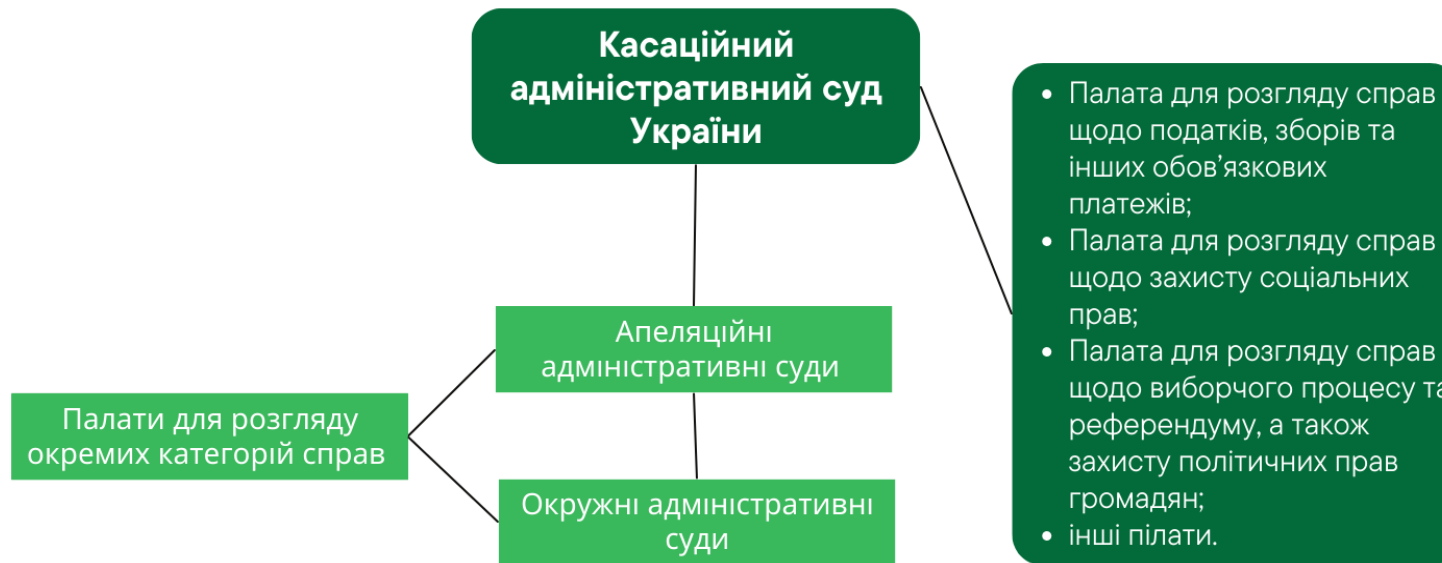 Касаційний
адміністративний суд
України
Палата для розгляду справ
щодо податків, зборів та
інших обов’язкових
платежів;
Палата для розгляду справ
щодо захисту соціальних
прав;
Палата для розгляду справ
щодо виборчого процесу та
референдуму, а також
захисту політичних прав
громадян;
інші пілати.
Апеляційні
адміністративні суди
Палати для розгляду
окремих категорій справ
Окружні адміністративні
суди